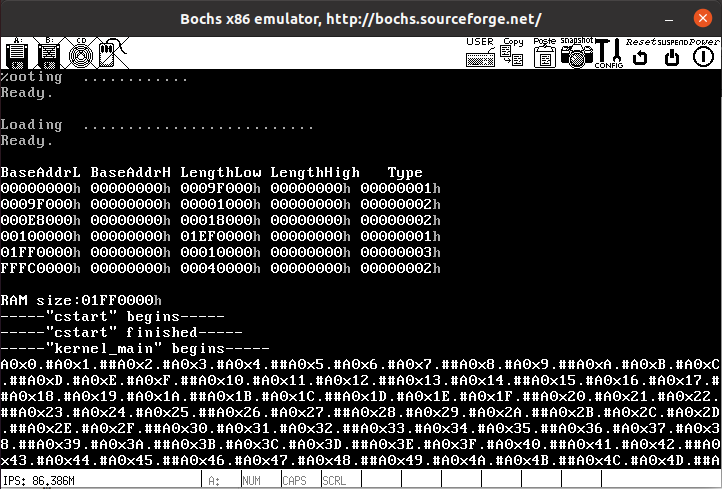 Bochs x86 emulator, http://bochs.sourceforge.net/
A: B: CD USER Copy Paste snapshot CONFIG Reset SUSPEND Power
Zooting ............
Ready.
Loading ..........................
Ready.
BaseAddrL BaseAddrH LengthLow LengthHigh Type
00000000h 00000000h 0009F000h 00000000h 00000001h
0009F000h 00000000h 00001000h 00000000h 00000002h
000E8000h 00000000h 00018000h 00000000h 00000002h
00100000h 00000000h 01EF0000h 00000000h 00000001h
01FF0000h 00000000h 00010000h 00000000h 00000003h
FFFC0000h 00000000h 00040000h 00000000h 00000002h
RAM size:01FF0000h
-----"cstart" begins-----
-----"cstart" finished-----
-----"kernel_main" begins-----
A0x0.#A0x1.##A0x2.#A0x3.#A0x4.##A0x5.#A0x6.#A0x7.##A0x8.#A0x9.##A0xA.#A0xB.#A0xC
.##A0xD.#A0xE.#A0xF.##A0x10.#A0x11.#A0x12.##A0x13.#A0x14.##A0x15.#A0x16.#A0x17.#
#A0x18.#A0x19.#A0x1A.##A0x1B.#A0x1C.##A0x1D.#A0x1E.#A0x1F.##A0x20.#A0x21.#A0x22.
##A0x23.#A0x24.##A0x25.#A0x26.#A0x27.##A0x28.#A0x29.#A0x2A.##A0x2B.#A0x2C.#A0x2D
.##A0x2E.#A0x2F.##A0x30.#A0x31.#A0x32.##A0x33.#A0x34.#A0x35.##A0x36.#A0x37.##A0x3
8.#A0x39.#A0x3A.##A0x3B.#A0x3C.#A0x3D.##A0x3E.#A0x3F.#A0x40.##A0x41.#A0x42.##A0
x43.#A0x44.#A0x45.##A0x46.#A0x47.#A0x48.##A0x49.#A0x4A.#A0x4B.##A0x4C.#A0x4D.##A
IPS: 86.386M A: NUM CAPS SCRL